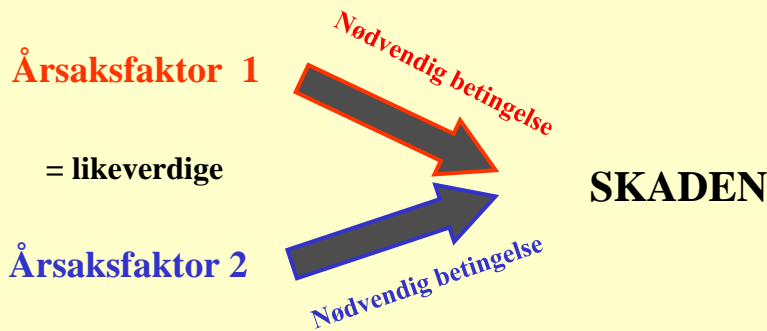 Nødvendig betingelse
Årsaksfaktor 1
= likeverdige
SKADEN
Årsaksfaktor 2
Nødvendig betingelse